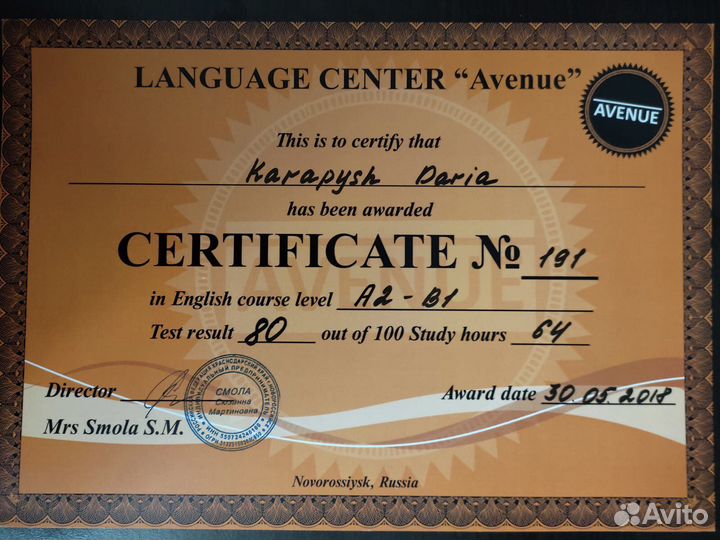 LANGUAGE CENTER “Avenue”
AVENUE
This is to certify that
Karapysh Daria
has been awarded
CERTIFICATE № 191
in English course level A2 - B1
Test result 80 out of 100 Study hours 64
Director
СМОЛА
Сюзанна
Мартиновна
Award date 30.05.2018
Mrs Smola S.M.
Novorossiysk, Russia
Avito